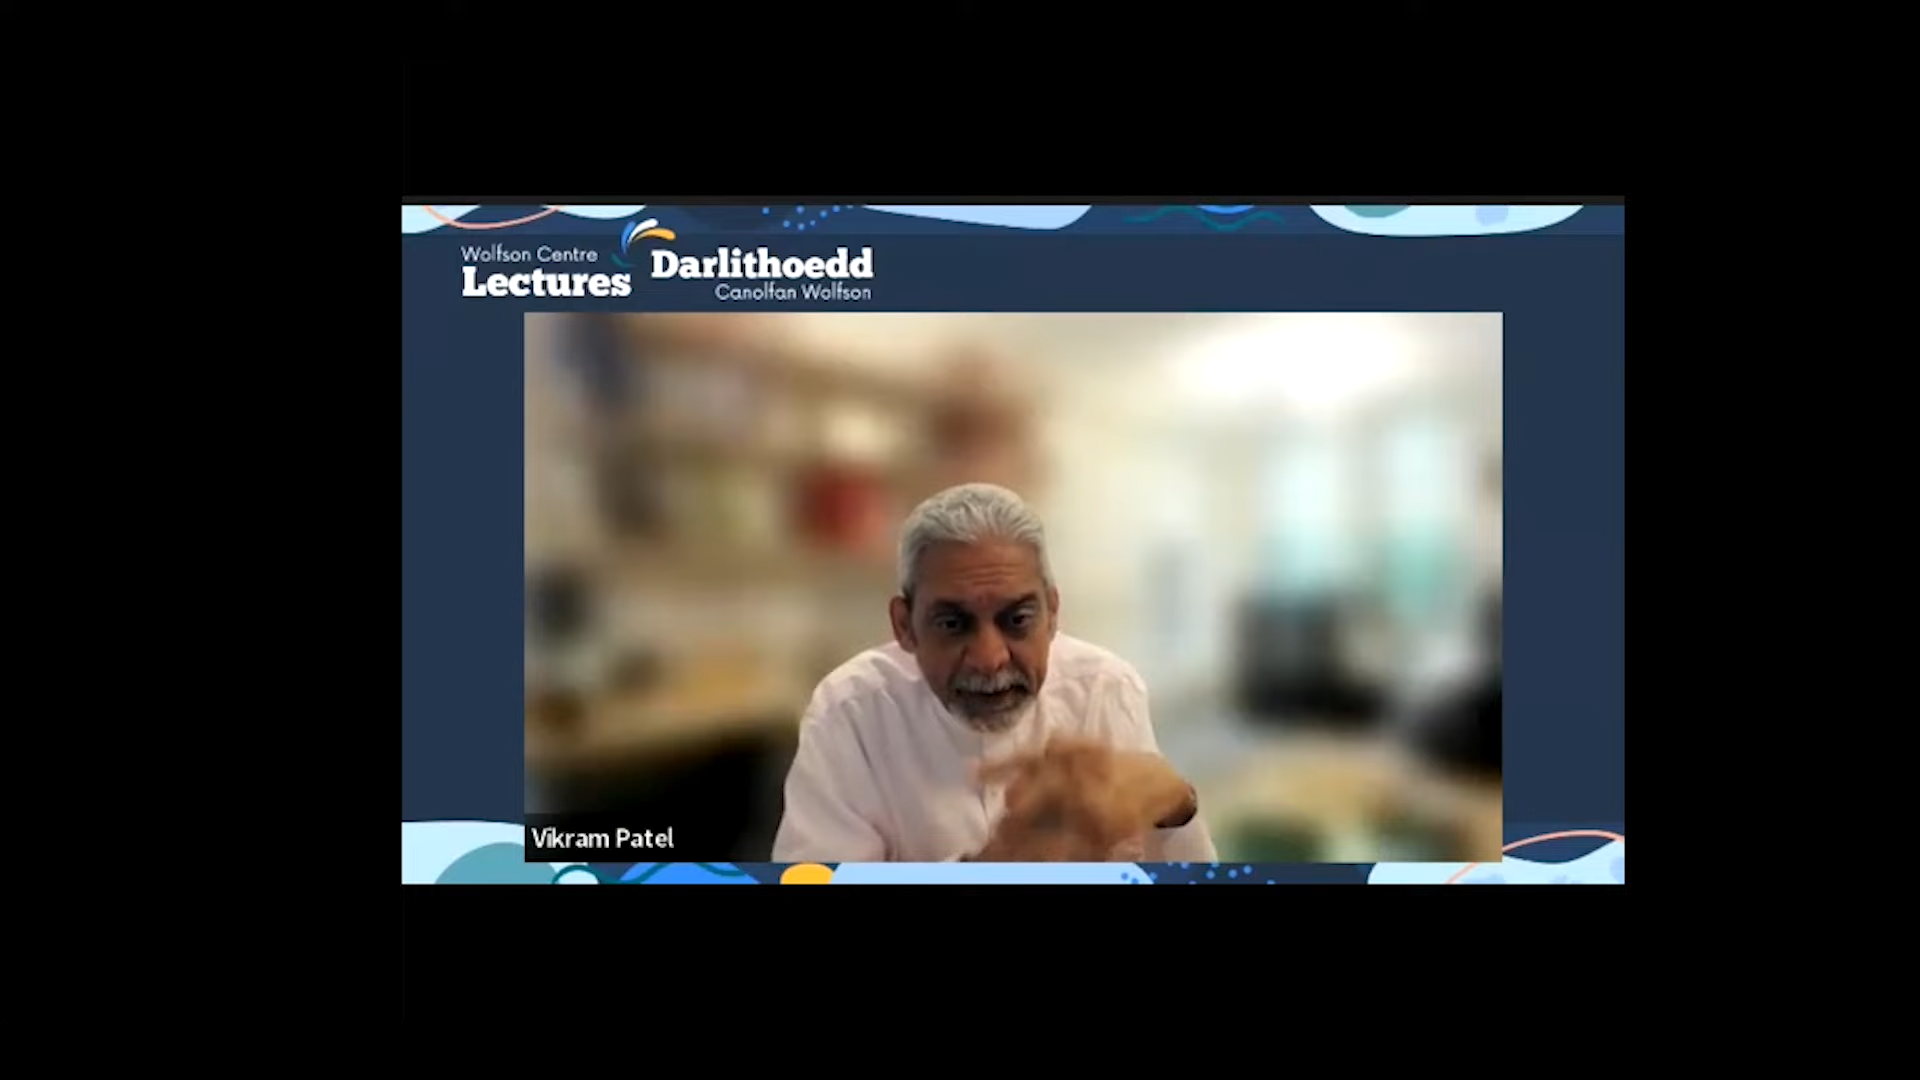 Wolfson Centre
Lectures
Darlithoedd
Canolfan Wolfson
Vikram Patel